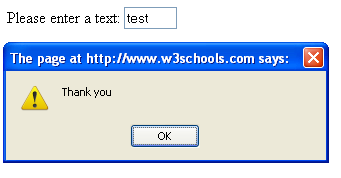 Please enter a text: test
The page at http://www.w3schools.com says:
Thank you
OK